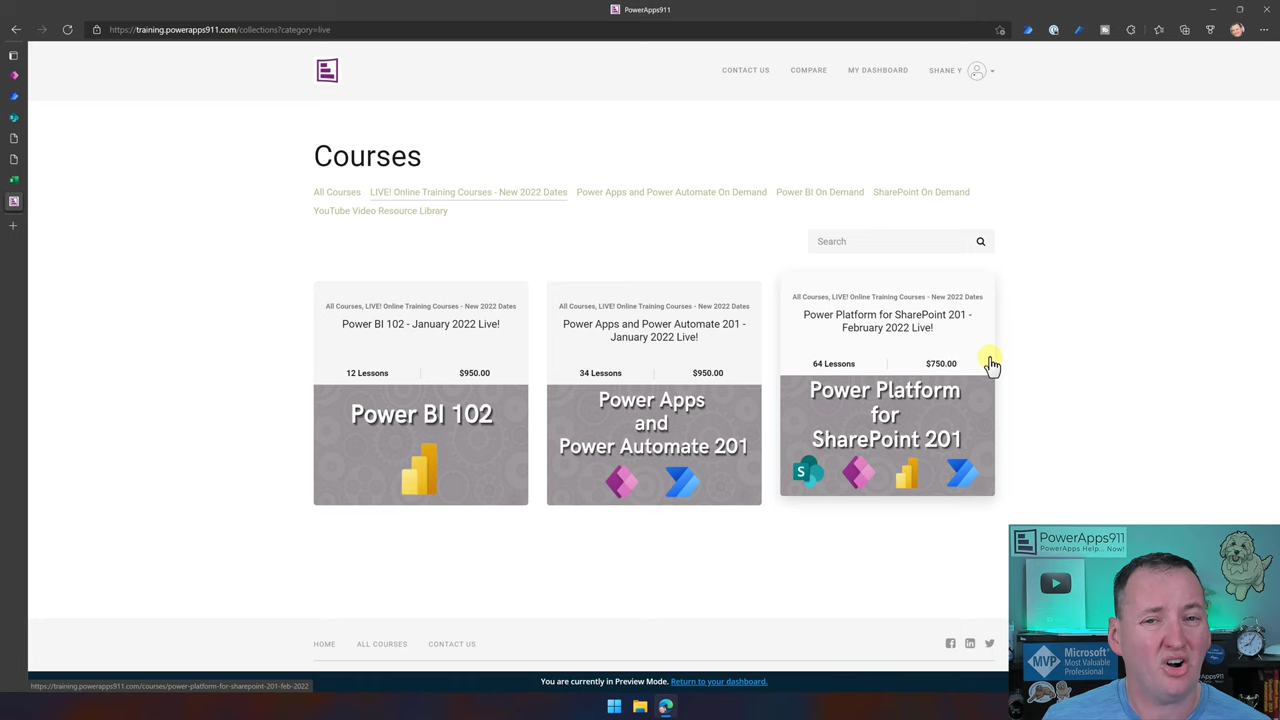 PowerApps911
https://training.powerapps911.com/collections?category=live
CONTACT US
COMPARE
MY DASHBOARD
SHANE Y
Courses
All Courses
LIVE! Online Training Courses - New 2022 Dates
Power Apps and Power Automate On Demand
Power BI On Demand
SharePoint On Demand
YouTube Video Resource Library
Search
All Courses, LIVE! Online Training Courses - New 2022 Dates
Power BI 102 - January 2022 Live!
12 Lessons
$950.00
Power BI 102
All Courses, LIVE! Online Training Courses - New 2022 Dates
Power Apps and Power Automate 201 -
January 2022 Live!
34 Lessons
$950.00
Power Apps
and
Power Automate 201
All Courses, LIVE! Online Training Courses - New 2022 Dates
Power Platform for SharePoint 201 -
February 2022 Live!
64 Lessons
$750.00
Power Platform
for
SharePoint 201
S
PowerApps911
PowerApps Help... Now!
MVP
Microsoft®
Most Valuable
Professional
HOME
ALL COURSES
CONTACT US
You are currently in Preview Mode. Return to your dashboard.
https://training.powerapps911.com/courses/power-platform-for-sharepoint-201-feb-2022